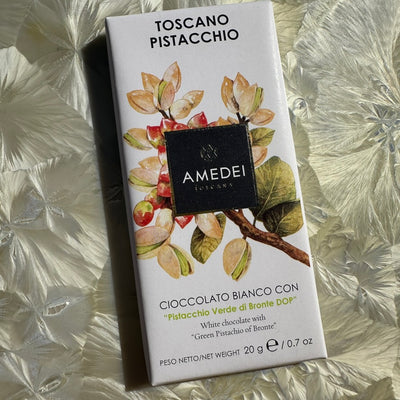 TOSCANO
PISTACCHIO
AMEDEI
TOSCANA
CIOCCOLATO BIANCO CON
"Pistacchio Verde di Bronte DOP"
White chocolate with
"Green Pistachio of Bronte"
PESO NETTO/NET WEIGHT 20 g ℮ / 0.7 oz